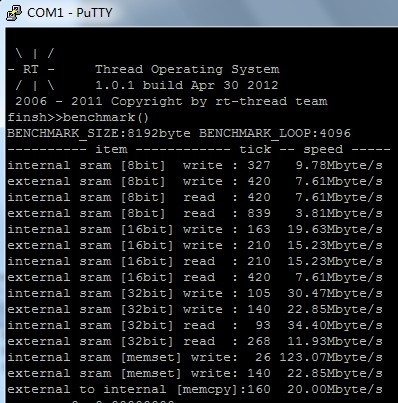 COM1 - PuTTY
 \ | /
- RT -     Thread Operating System
 / | \     1.0.1 build Apr 30 2012
 2006 - 2011 Copyright by rt-thread team
finsh>>benchmark()
BENCHMARK_SIZE:8192byte BENCHMARK_LOOP:4096
---------- item ------------ tick -- speed -----
internal sram [8bit]  write : 327   9.78Mbyte/s
external sram [8bit]  write : 420   7.61Mbyte/s
internal sram [8bit]  read  : 420   7.61Mbyte/s
external sram [8bit]  read  : 839   3.81Mbyte/s
internal sram [16bit] write : 163  19.63Mbyte/s
external sram [16bit] write : 210  15.23Mbyte/s
internal sram [16bit] read  : 210  15.23Mbyte/s
external sram [16bit] read  : 420   7.61Mbyte/s
internal sram [32bit] write : 105  30.47Mbyte/s
external sram [32bit] write : 140  22.85Mbyte/s
internal sram [32bit] read  :  93  34.40Mbyte/s
external sram [32bit] read  : 268  11.93Mbyte/s
internal sram [memset] write:  26 123.07Mbyte/s
external sram [memset] write: 140  22.85Mbyte/s
external to internal [memcpy]:160  20.00Mbyte/s